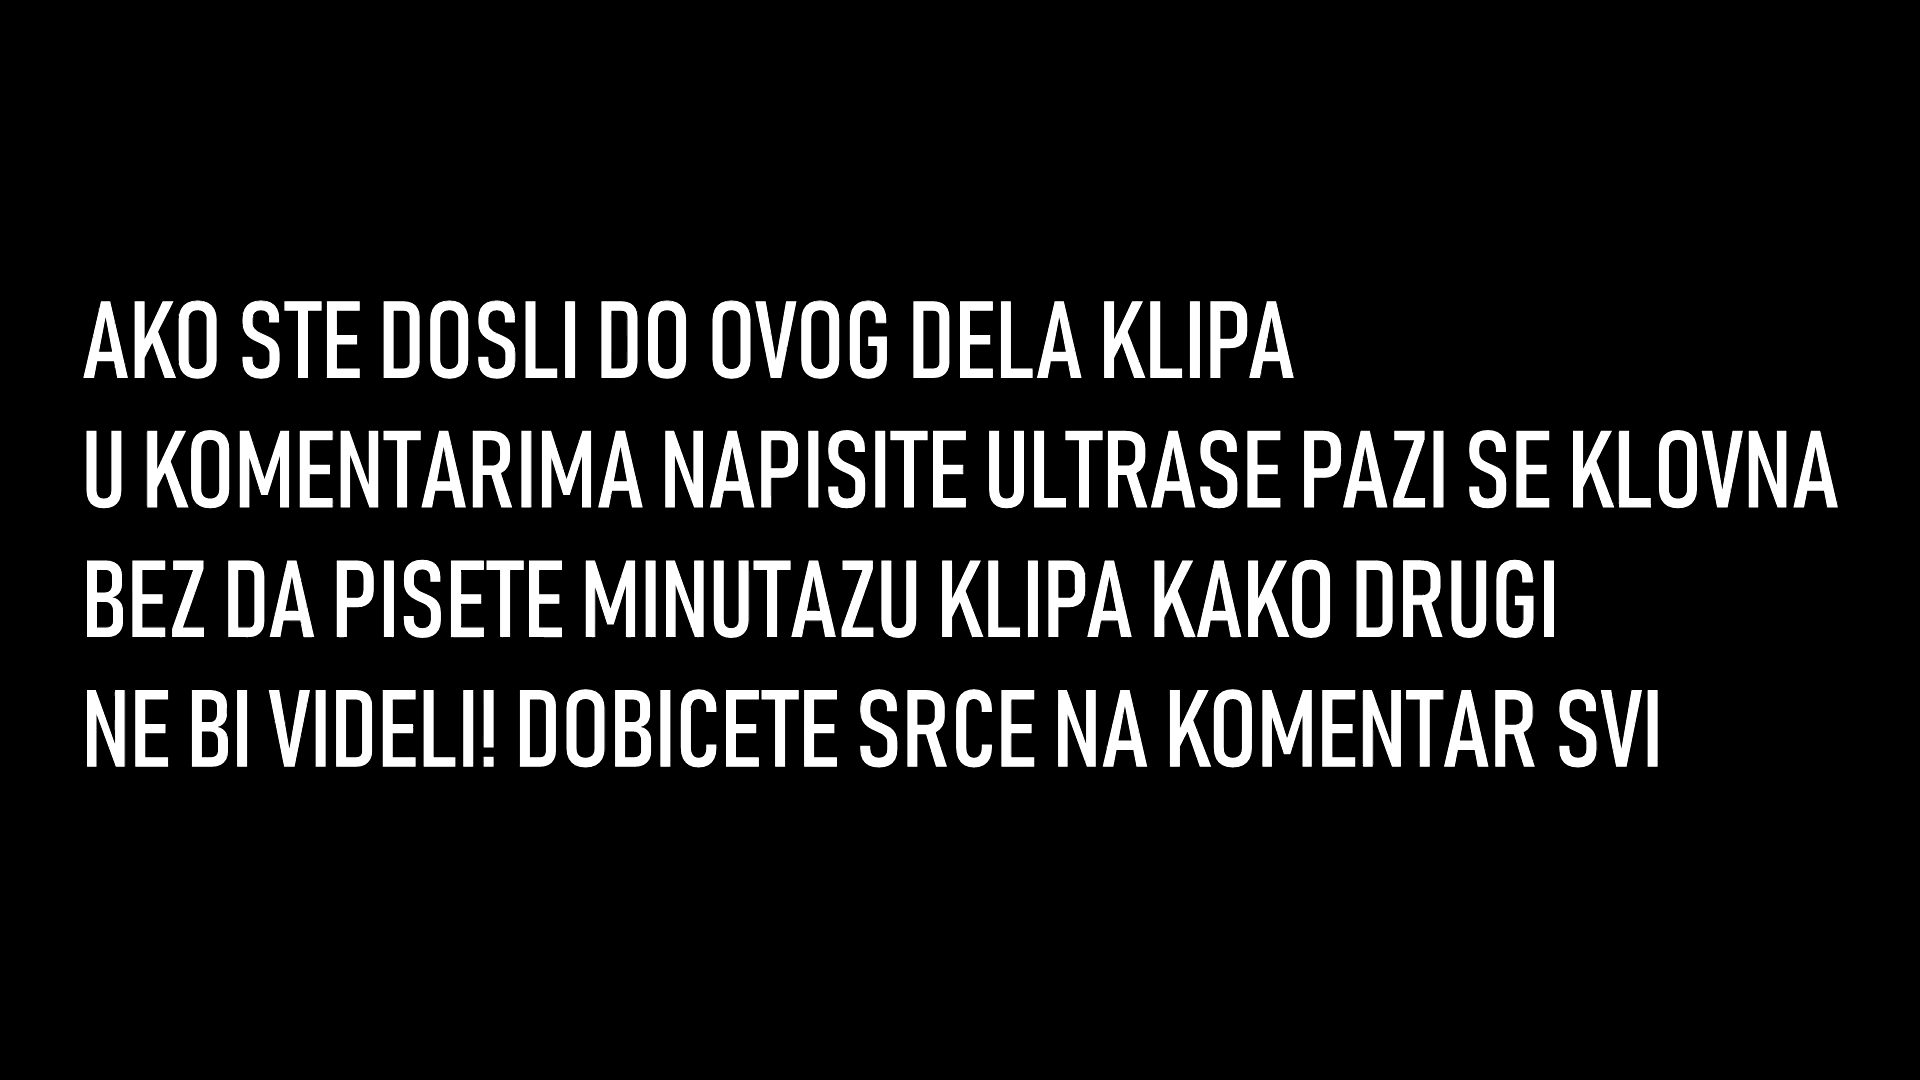 AKO STE DOSLI DO OVOG DELA KLIPA
U KOMENTARIMA NAPISITE ULTRASE PAZI SE KLOVNA
BEZ DA PISETE MINUTAZU KLIPA KAKO DRUGI
NE BI VIDELI! DOBICETE SRCE NA KOMENTAR SVI